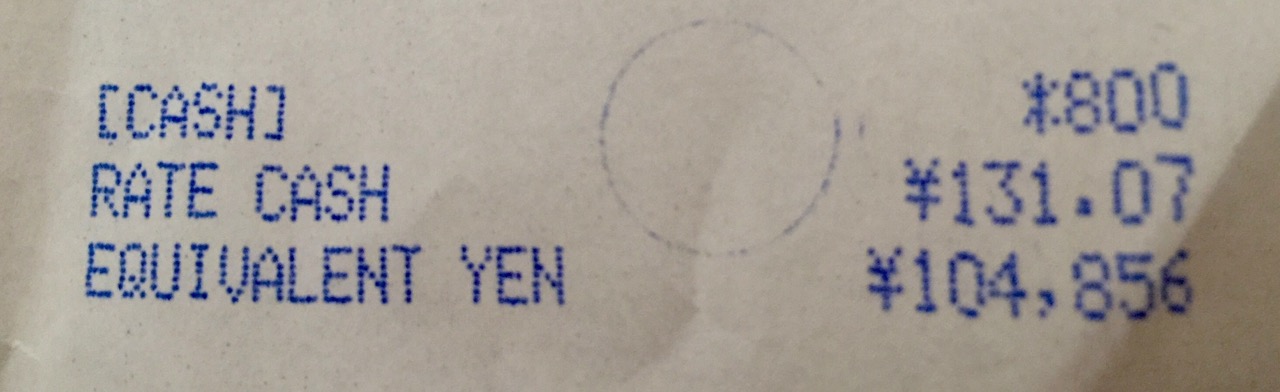 [CASH] *800
RATE CASH ¥131.07
EQUIVALENT YEN ¥104,856